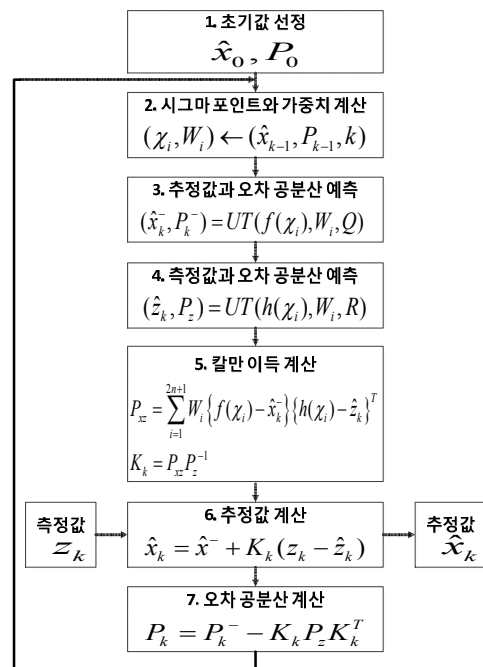 1. 초기값 선정
x̂₀, P₀
2. 시그마 포인트와 가중치 계산
(χᵢ, Wᵢ) ← (x̂ₖ₋₁, Pₖ₋₁, k)
3. 추정값과 오차 공분산 예측
(x̂ₖ⁻, Pₖ⁻) = UT(f(χᵢ), Wᵢ, Q)
4. 측정값과 오차 공분산 예측
(ẑₖ, P_z) = UT(h(χᵢ), Wᵢ, R)
5. 칼만 이득 계산
P_xz = ∑_{i=1}^{2n+1} Wᵢ {f(χᵢ) − x̂ₖ⁻}{h(χᵢ) − ẑₖ}ᵀ
Kₖ = P_xz P_z⁻¹
측정값
zₖ
6. 추정값 계산
x̂ₖ = x̂⁻ + Kₖ(zₖ − ẑₖ)
추정값
x̂ₖ
7. 오차 공분산 계산
Pₖ = Pₖ⁻ − Kₖ P_z Kₖᵀ